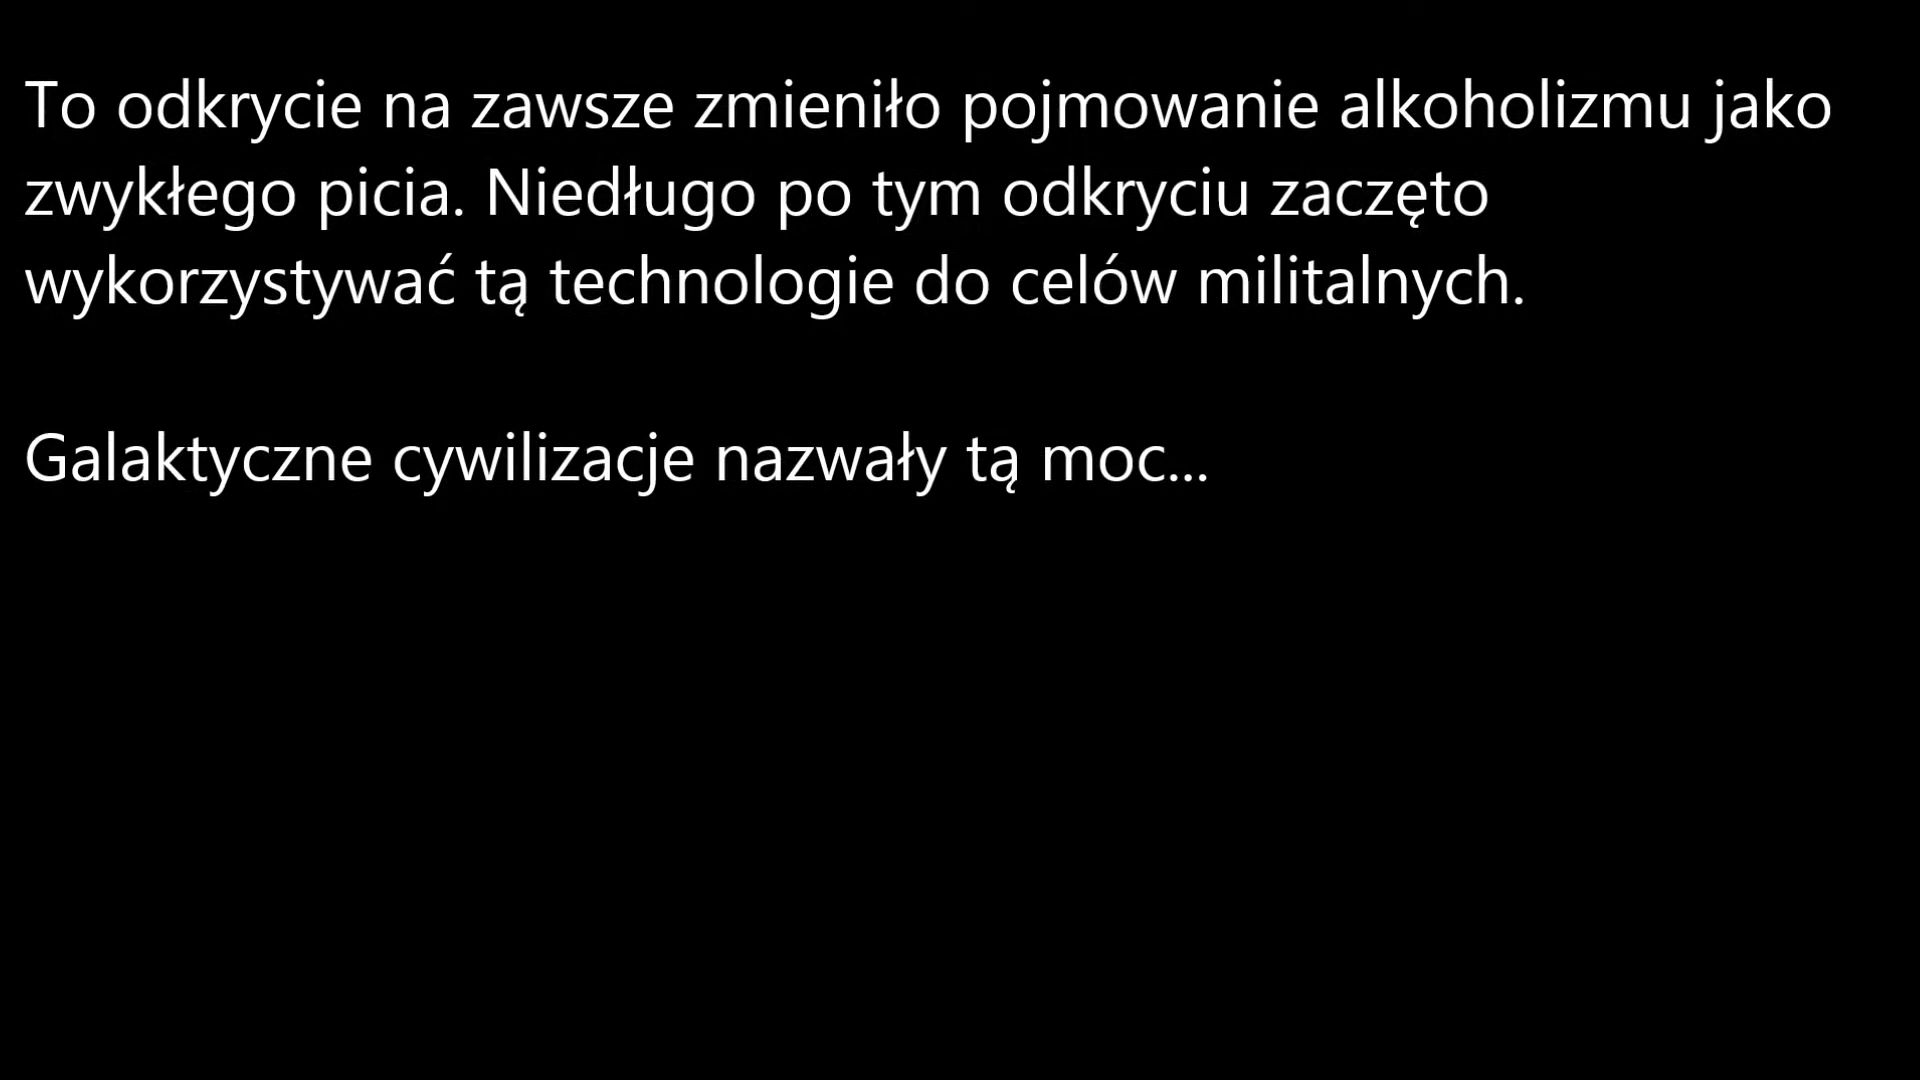 To odkrycie na zawsze zmieniło pojmowanie alkoholizmu jako
zwykłego picia. Niedługo po tym odkryciu zaczęto
wykorzystywać tą technologie do celów militalnych.
Galaktyczne cywilizacje nazwały tą moc...